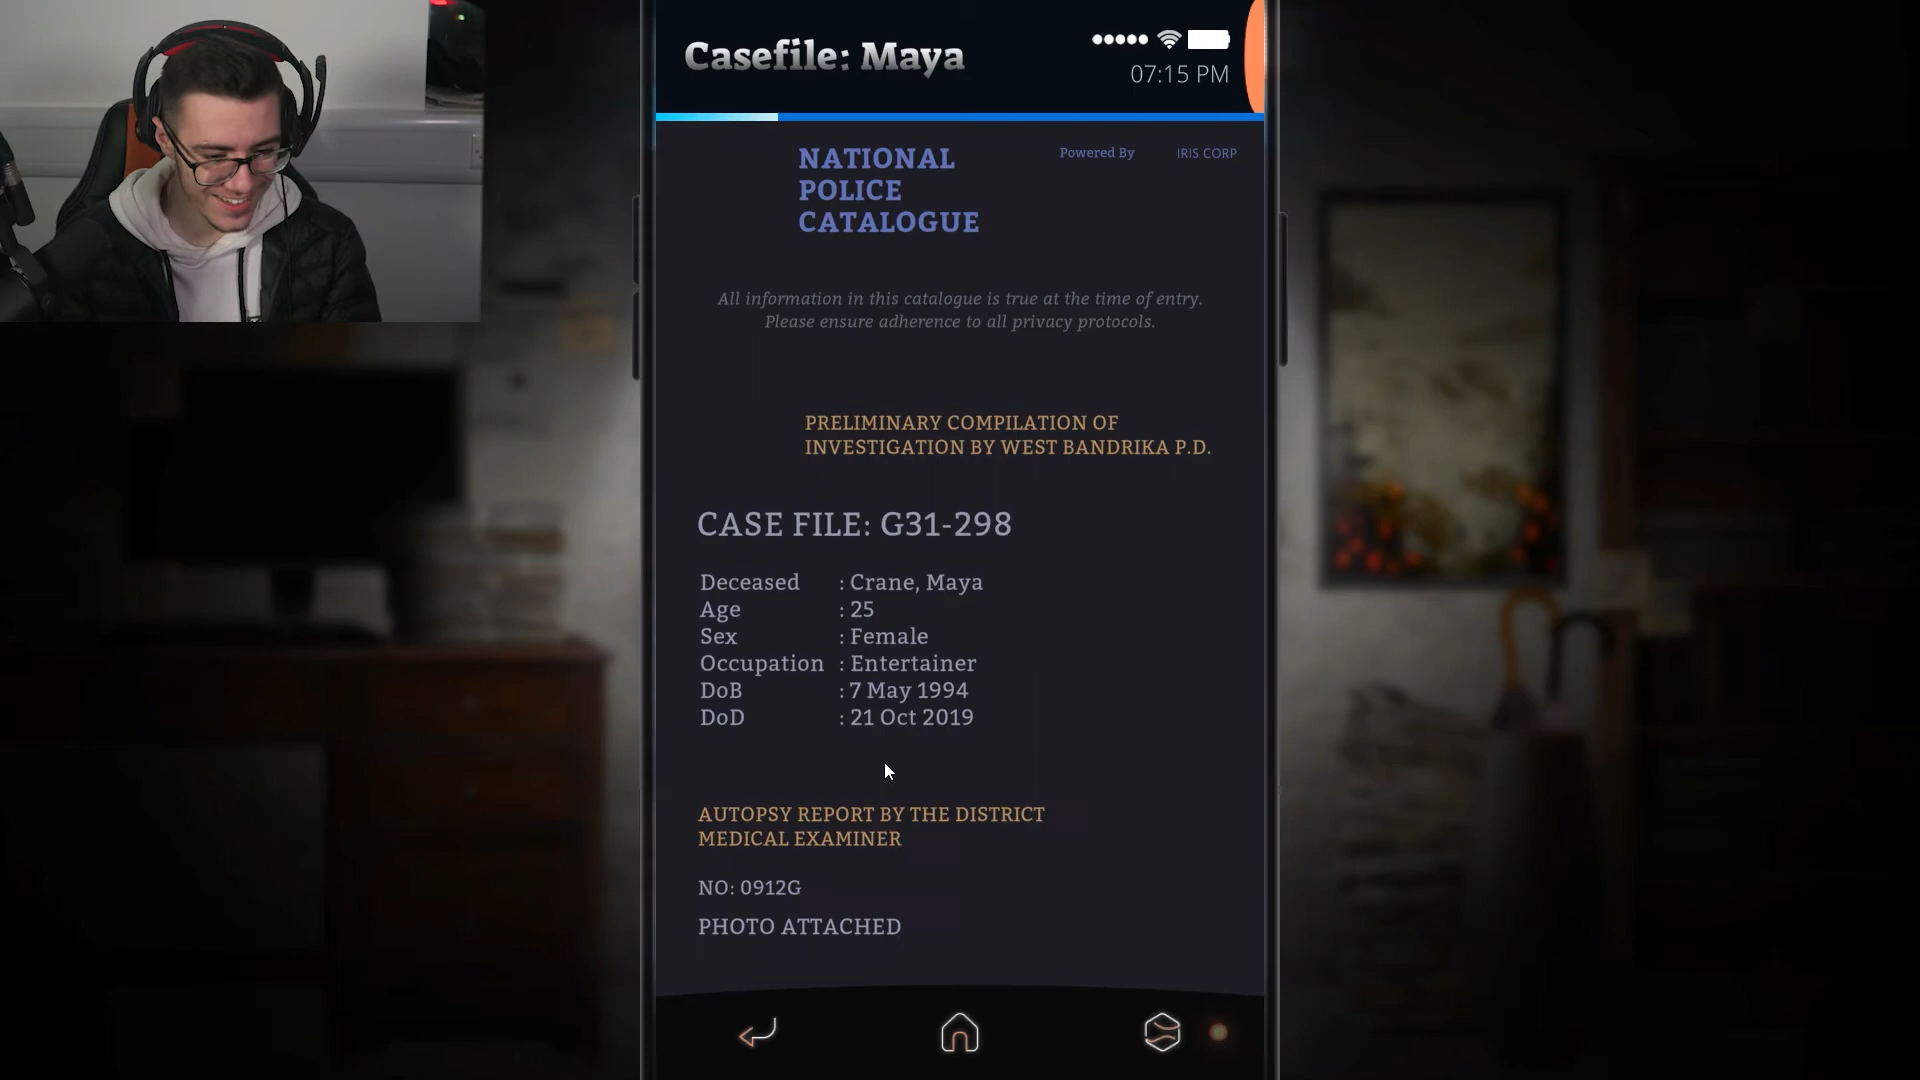 Casefile: Maya
07:15 PM
NATIONAL
POLICE
CATALOGUE
Powered By IRIS CORP
All information in this catalogue is true at the time of entry.
Please ensure adherence to all privacy protocols.
PRELIMINARY COMPILATION OF
INVESTIGATION BY WEST BANDRIKA P.D.
CASE FILE: G31-298
Deceased : Crane, Maya
Age : 25
Sex : Female
Occupation : Entertainer
DoB : 7 May 1994
DoD : 21 Oct 2019
AUTOPSY REPORT BY THE DISTRICT
MEDICAL EXAMINER
NO: 0912G
PHOTO ATTACHED